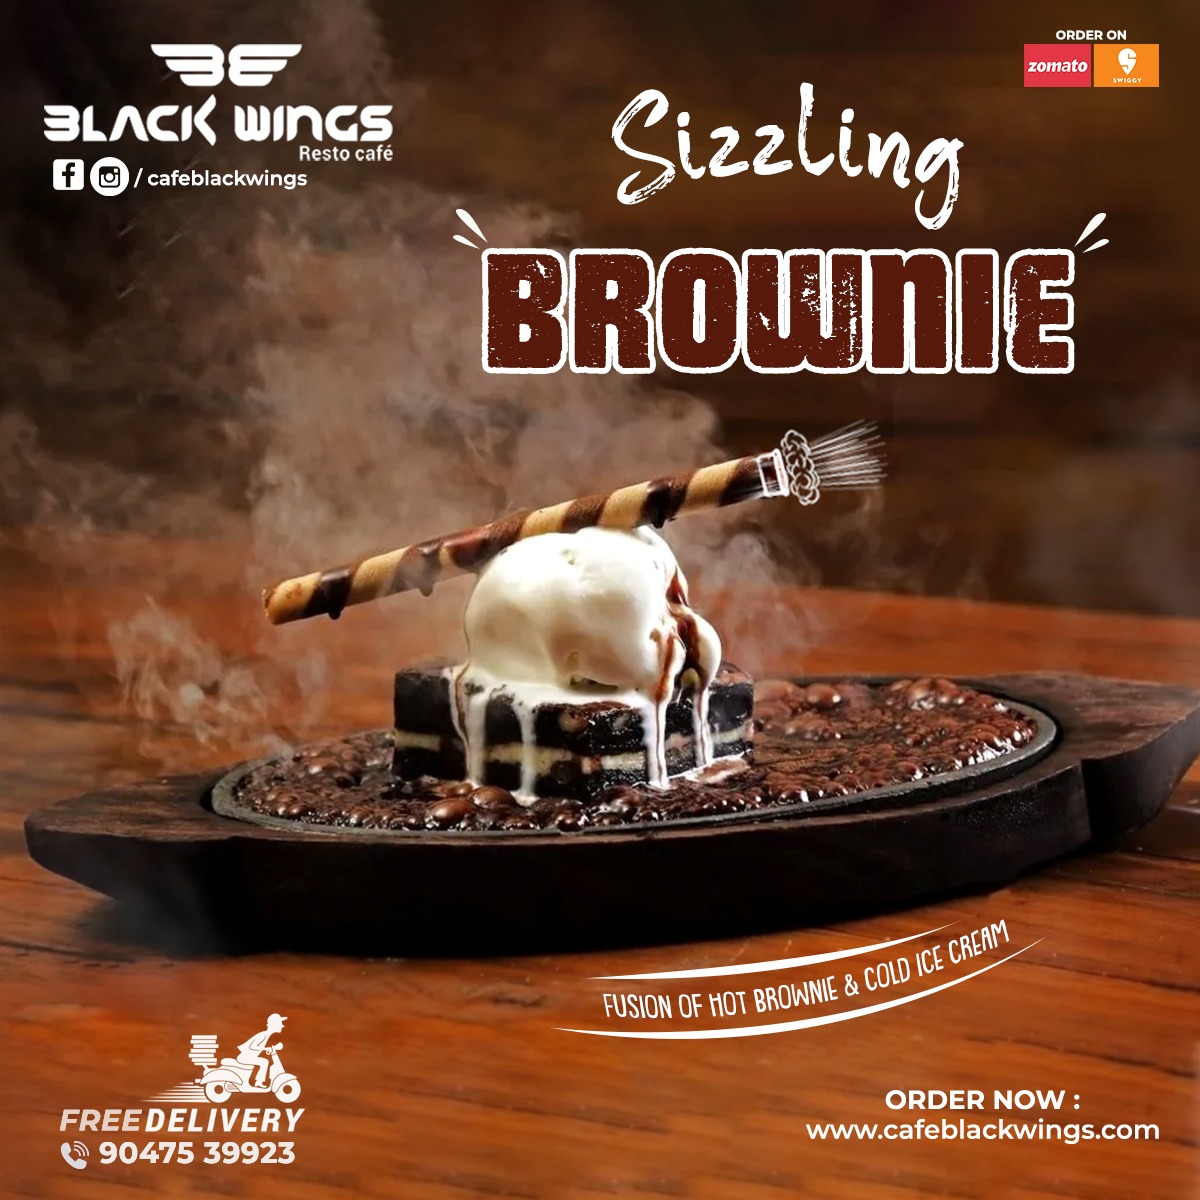 BLACK WINGS
Resto café
/ cafeblackwings
ORDER ON
zomato
SWIGGY
Sizzling
BROWNIE
FUSION OF HOT BROWNIE & COLD ICE CREAM
FREE DELIVERY
90475 39923
ORDER NOW :
www.cafeblackwings.com